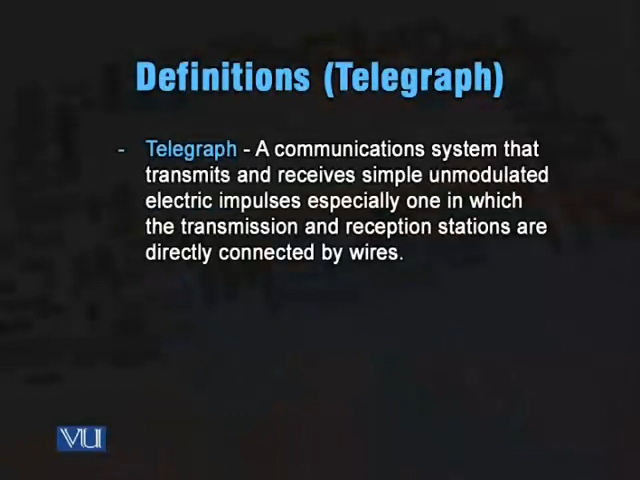 Definitions (Telegraph)
- Telegraph - A communications system that
transmits and receives simple unmodulated
electric impulses especially one in which
the transmission and reception stations are
directly connected by wires.
VU